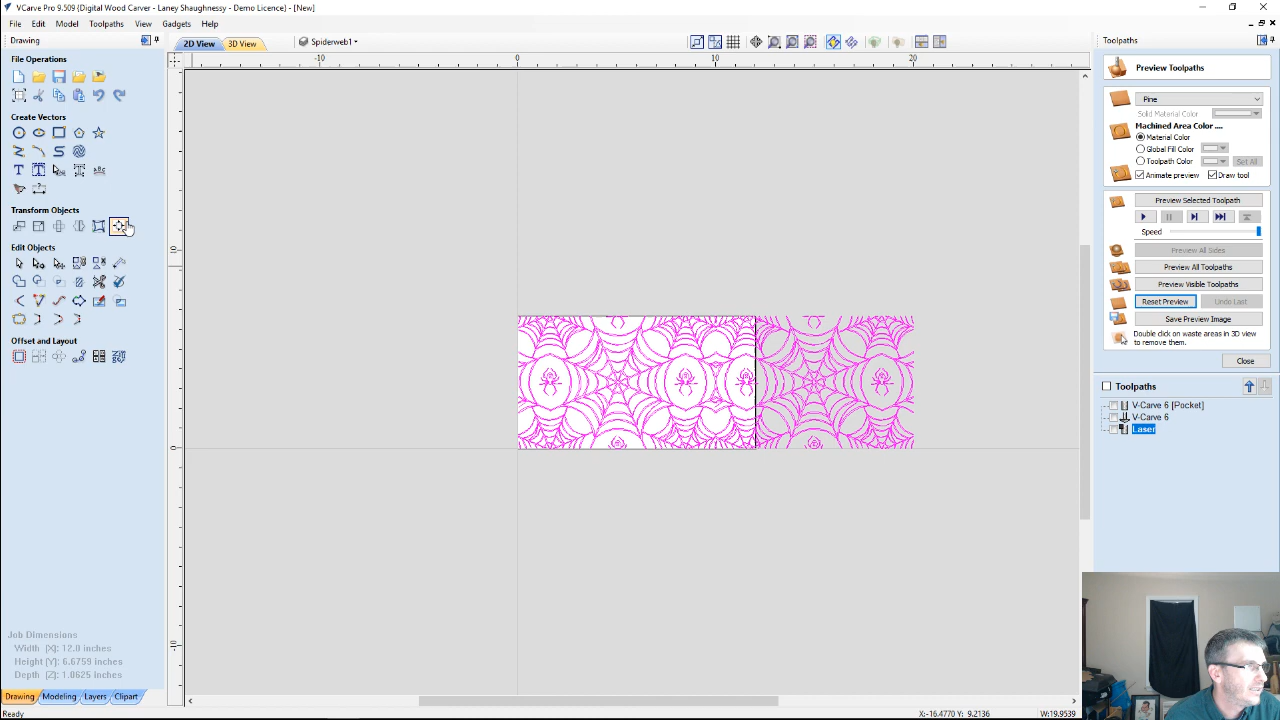 VCarve Pro 9.509 {Digital Wood Carver - Laney Shaughnessy - Demo Licence} - [New]
File Edit Model Toolpaths View Gadgets Help
Drawing
2D View 3D View Spiderweb1
Toolpaths
-10 0 10 20
File Operations
Create Vectors
Transform Objects
Edit Objects
Offset and Layout
10
0
-10
Preview Toolpaths
Pine
Solid Material Color
Machined Area Color ....
Material Color
Global Fill Color
Toolpath Color Set All
Animate preview Draw tool
Preview Selected Toolpath
Speed
Preview All Sides
Preview All Toolpaths
Preview Visible Toolpaths
Reset Preview Undo Last
Save Preview Image
Double click on waste areas in 3D view
to remove them.
Close
Toolpaths
V-Carve 6 [Pocket]
V-Carve 6
Laser
Job Dimensions
Width [X]: 12.0 inches
Height [Y]: 6.6759 inches
Depth [Z]: 1.0625 inches
Drawing Modeling Layers Clipart
Ready
X:-16.4770 Y: 9.2136
W:19.9539